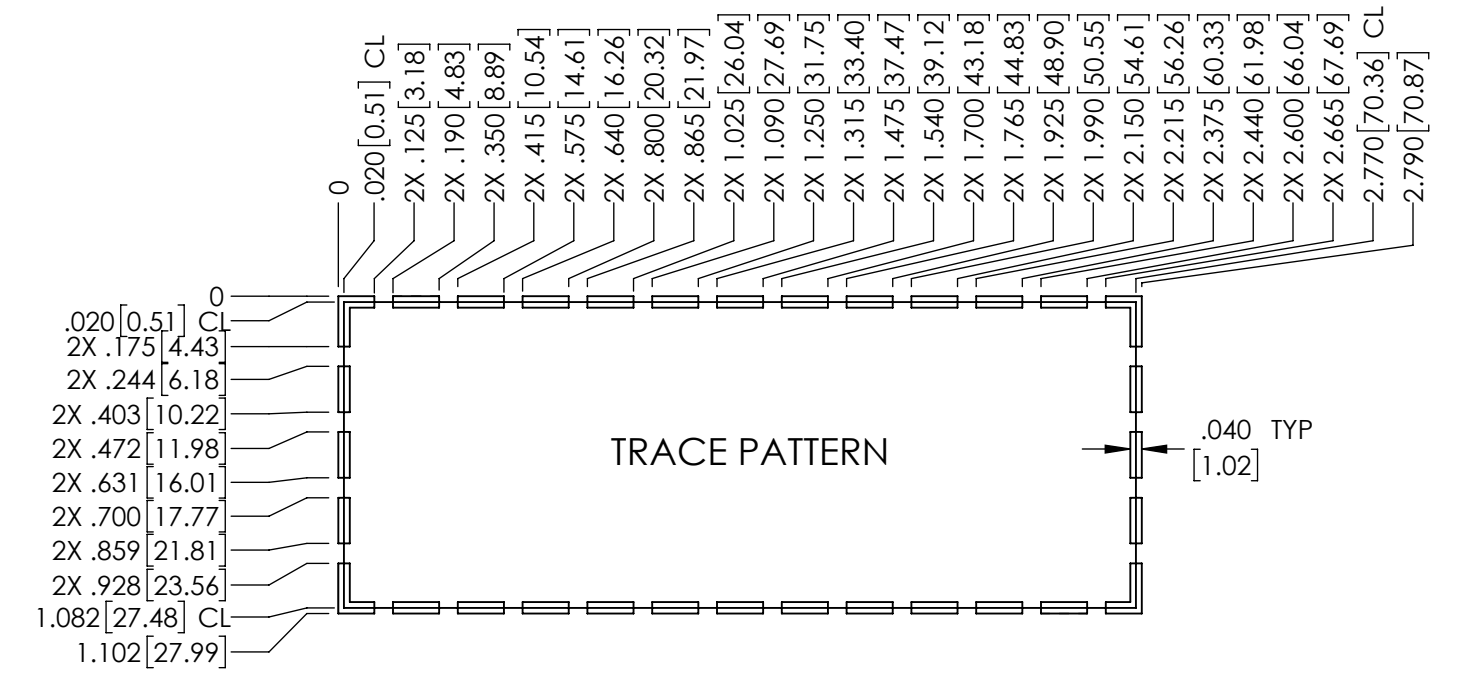 0
.020[0.51] CL
2X .125[3.18]
2X .190[4.83]
2X .350[8.89]
2X .415[10.54]
2X .575[14.61]
2X .640[16.26]
2X .800[20.32]
2X .865[21.97]
2X 1.025[26.04]
2X 1.090[27.69]
2X 1.250[31.75]
2X 1.315[33.40]
2X 1.475[37.47]
2X 1.540[39.12]
2X 1.700[43.18]
2X 1.765[44.83]
2X 1.925[48.90]
2X 1.990[50.55]
2X 2.150[54.61]
2X 2.215[56.26]
2X 2.375[60.33]
2X 2.440[61.98]
2X 2.600[66.04]
2X 2.665[67.69]
2.770[70.36] CL
2.790[70.87]
0
.020[0.51] CL
2X .175[4.43]
2X .244[6.18]
2X .403[10.22]
2X .472[11.98]
2X .631[16.01]
2X .700[17.77]
2X .859[21.81]
2X .928[23.56]
1.082[27.48] CL
1.102[27.99]
TRACE PATTERN
.040 TYP
[1.02]